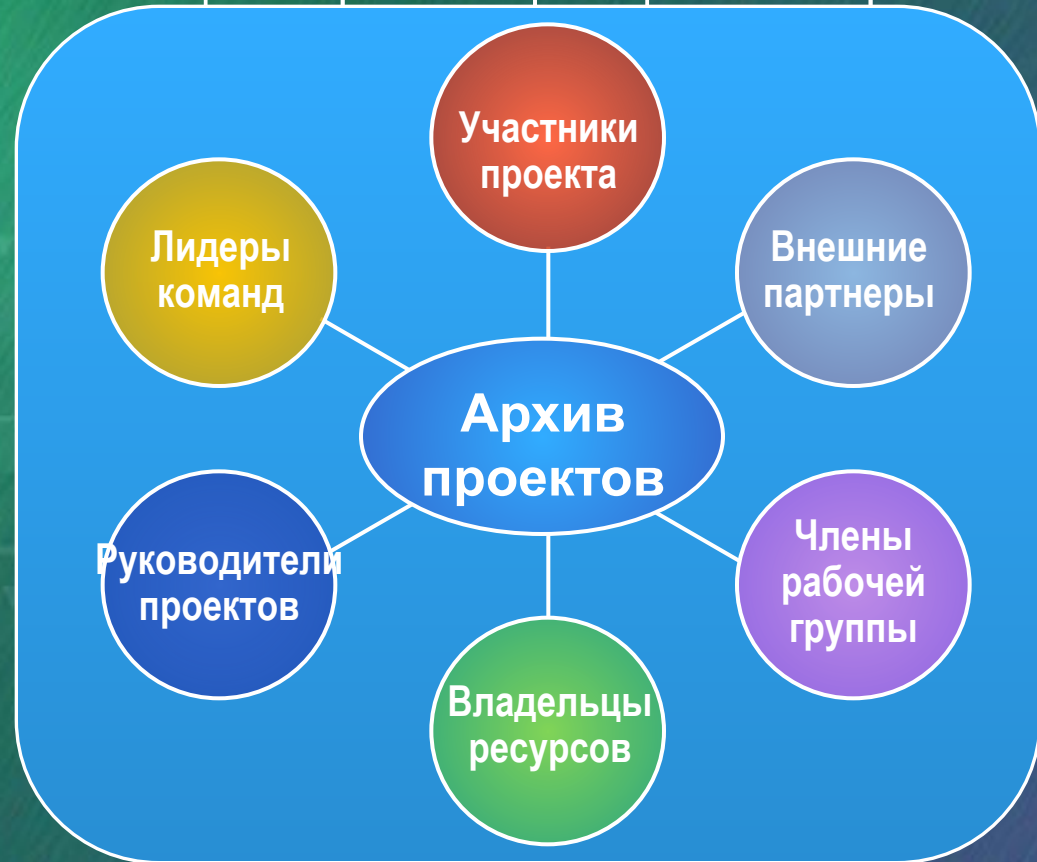 Участники
проекта
Лидеры
команд
Внешние
партнеры
Архив
проектов
Руководители
проектов
Члены
рабочей
группы
Владельцы
ресурсов